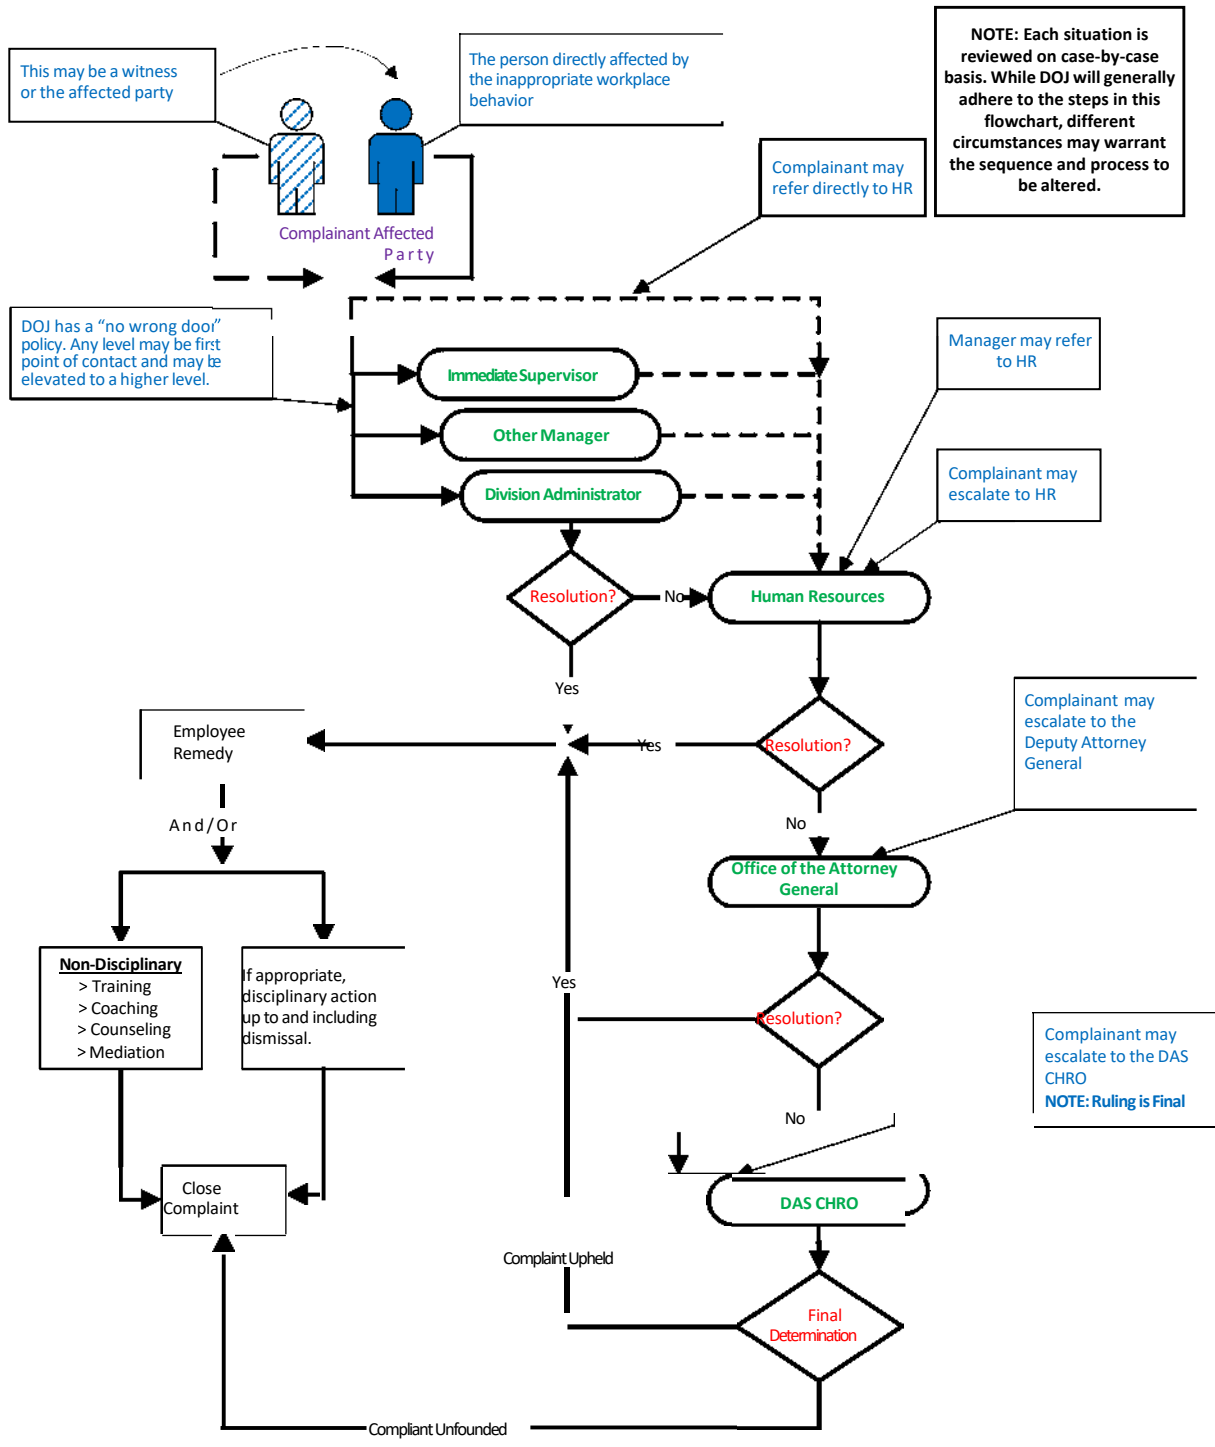 This may be a witness
or the affected party
The person directly affected by
the inappropriate workplace
behavior
NOTE: Each situation is
reviewed on case-by-case
basis. While DOJ will generally
adhere to the steps in this
flowchart, different
circumstances may warrant
the sequence and process to
be altered.
Complainant may
refer directly to HR
Complainant Affected
Party
DOJ has a “no wrong door”
policy. Any level may be first
point of contact and may be
elevated to a higher level.
Manager may refer
to HR
Immediate Supervisor
Other Manager
Complainant may
escalate to HR
Division Administrator
Resolution?
No
Human Resources
Yes
Complainant may
escalate to the
Deputy Attorney
General
Employee
Remedy
Yes
Resolution?
And/Or
No
Office of the Attorney
General
Non-Disciplinary
> Training
> Coaching
> Counseling
> Mediation
If appropriate,
disciplinary action
up to and including
dismissal.
Yes
Resolution?
Complainant may
escalate to the DAS
CHRO
NOTE: Ruling is Final
No
Close
Complaint
DAS CHRO
Complaint Upheld
Final
Determination
Compliant Unfounded